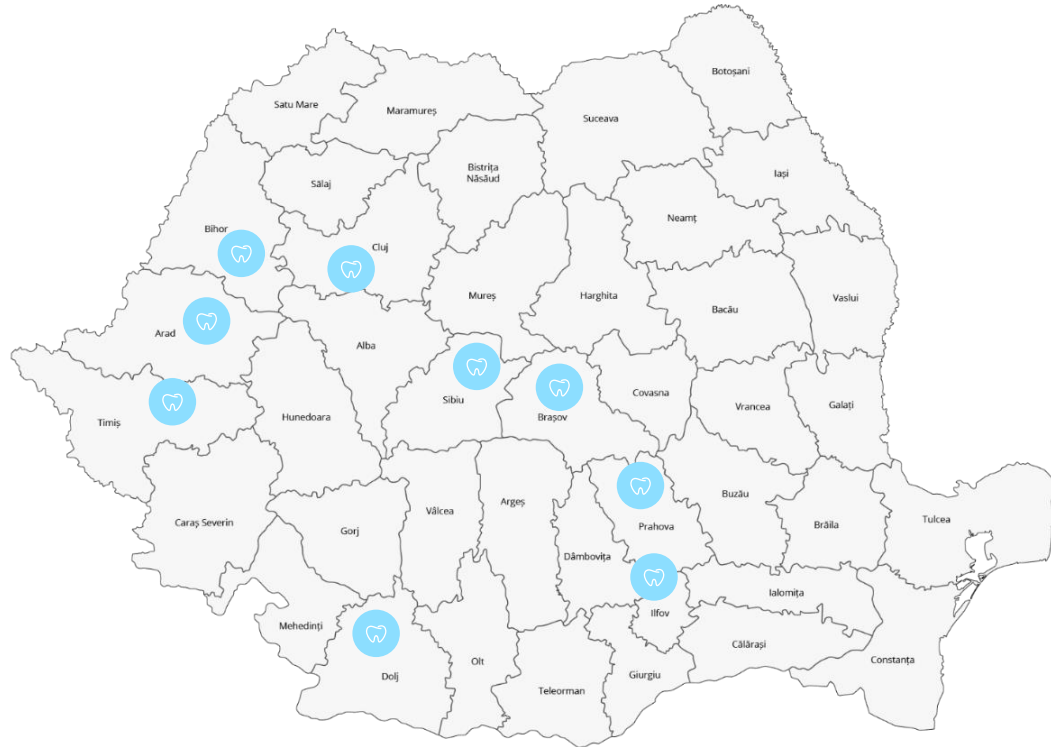 Botoșani
Satu Mare
Maramureș
Suceava
Iași
Bistrița
Năsăud
Sălaj
Neamț
Bihor
Cluj
Mureș
Harghita
Bacău
Vaslui
Arad
Alba
Sibiu
Brașov
Covasna
Vrancea
Galați
Timiș
Hunedoara
Caraș Severin
Gorj
Vâlcea
Argeș
Dâmbovița
Prahova
Buzău
Brăila
Tulcea
Mehedinți
Dolj
Olt
Teleorman
Giurgiu
Ilfov
Ialomița
Călărași
Constanța